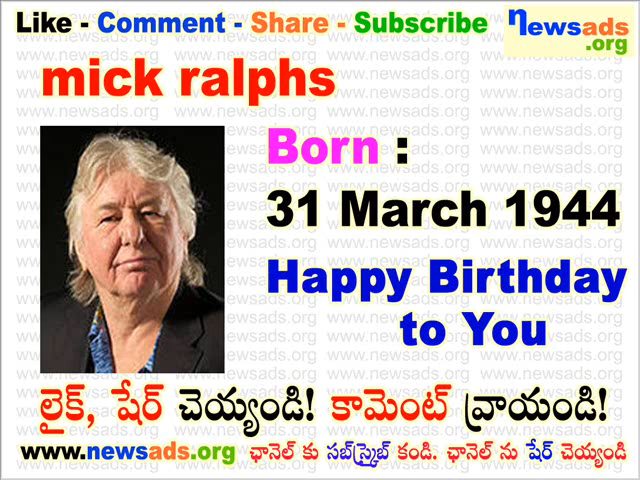 Like - Comment - Share - Subscribe
newsads
.org
mick ralphs
Born :
31 March 1944
Happy Birthday
to You
లైక్, షేర్ చెయ్యండి! కామెంట్ వ్రాయండి!
www.newsads.org ఛానెల్ కు సబ్‌స్క్రైబ్ కండి. ఛానెల్ ను షేర్ చెయ్యండి